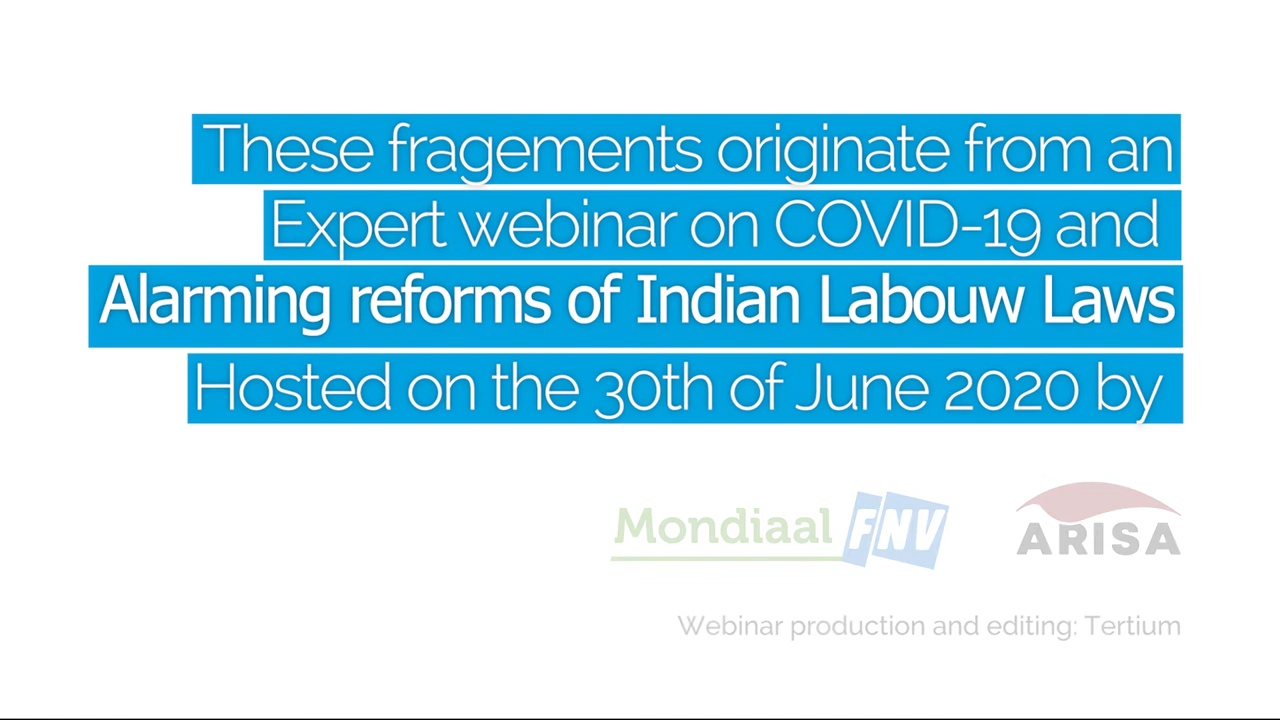 These fragements originate from an
Expert webinar on COVID-19 and
Alarming reforms of Indian Labouw Laws
Hosted on the 30th of June 2020 by
Mondiaal FNV
ARISA
Webinar production and editing: Tertium